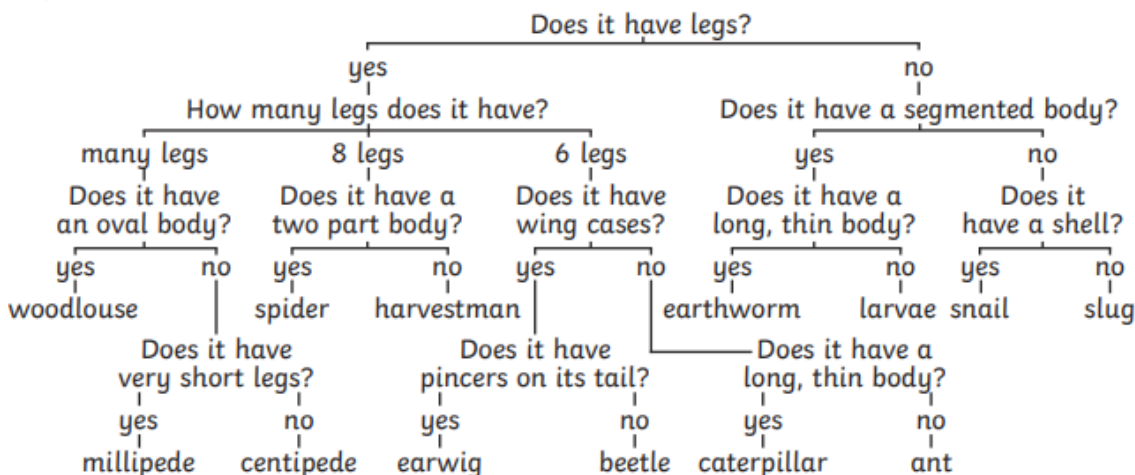 Does it have legs?
yes no
How many legs does it have? Does it have a segmented body?
many legs 8 legs 6 legs yes no
Does it have Does it have a Does it have Does it have a Does it
an oval body? two part body? wing cases? long, thin body? have a shell?
yes no yes no yes no yes no yes no
woodlouse spider harvestman earthworm larvae snail slug
Does it have Does it have Does it have a
very short legs? pincers on its tail? long, thin body?
yes no yes no yes no
millipede centipede earwig beetle caterpillar ant